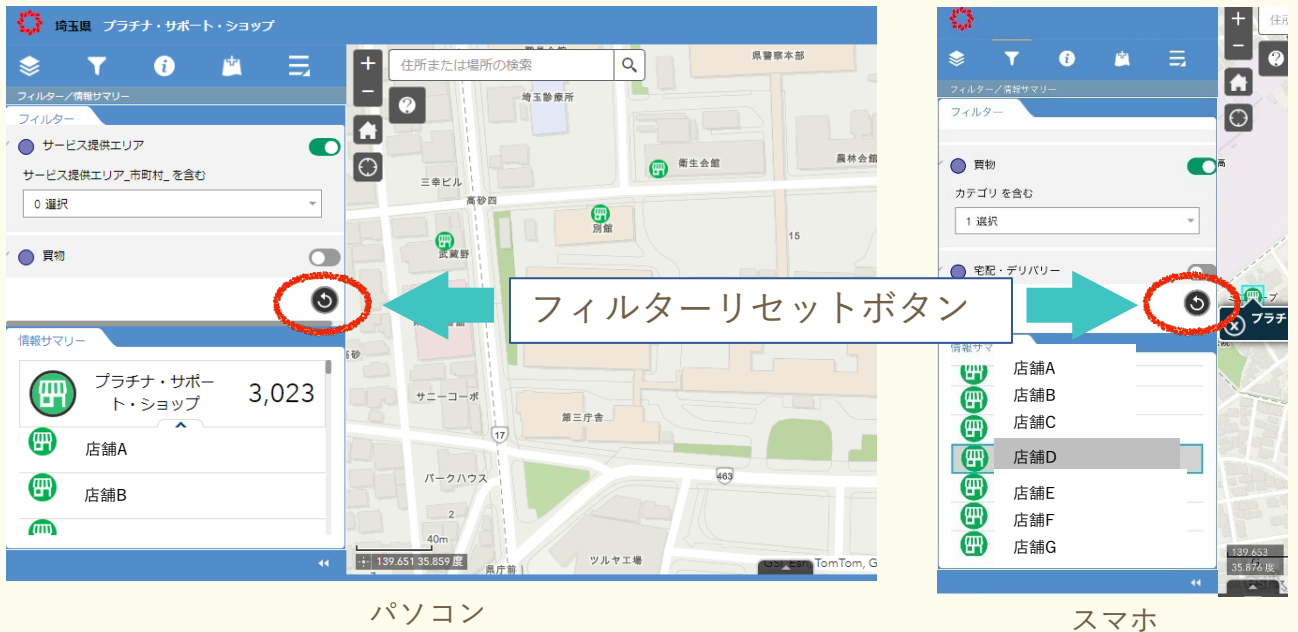 埼玉県 プラチナ・サポート・ショップ
フィルター／情報サマリー
フィルター
サービス提供エリア
サービス提供エリア_市町村_ を含む
0 選択
買物
情報サマリー
プラチナ・サポー
ト・ショップ
3,023
店舗A
店舗B
+
住所または場所の検索
−
?
県警察本部
埼玉診療所
衛生会館
農林会館
三幸ビル
高砂四
別館
武蔵野
15
サニーコーポ
第三庁舎
17
パークハウス
463
2
40m
139.651 35.859 度
県庁前
ツルヤエ場
GSI, Esri, TomTom, G
フィルターリセットボタン
フィルター／情報サマリー
フィルター
買物
カテゴリ を含む
1 選択
宅配・デリバリー
情報サマ
店舗A
店舗B
店舗C
店舗D
店舗E
店舗F
店舗G
+
住所
−
?
高
プラチ
139.653
35.876 度
パソコン
スマホ